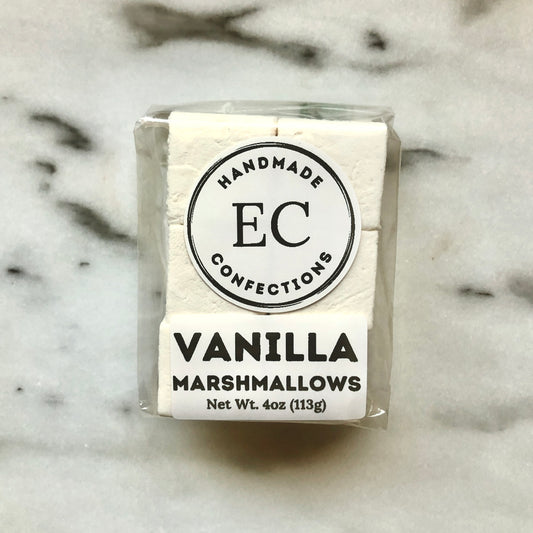 HANDMADE
EC
CONFECTIONS
VANILLA
MARSHMALLOWS
Net Wt. 4oz (113g)